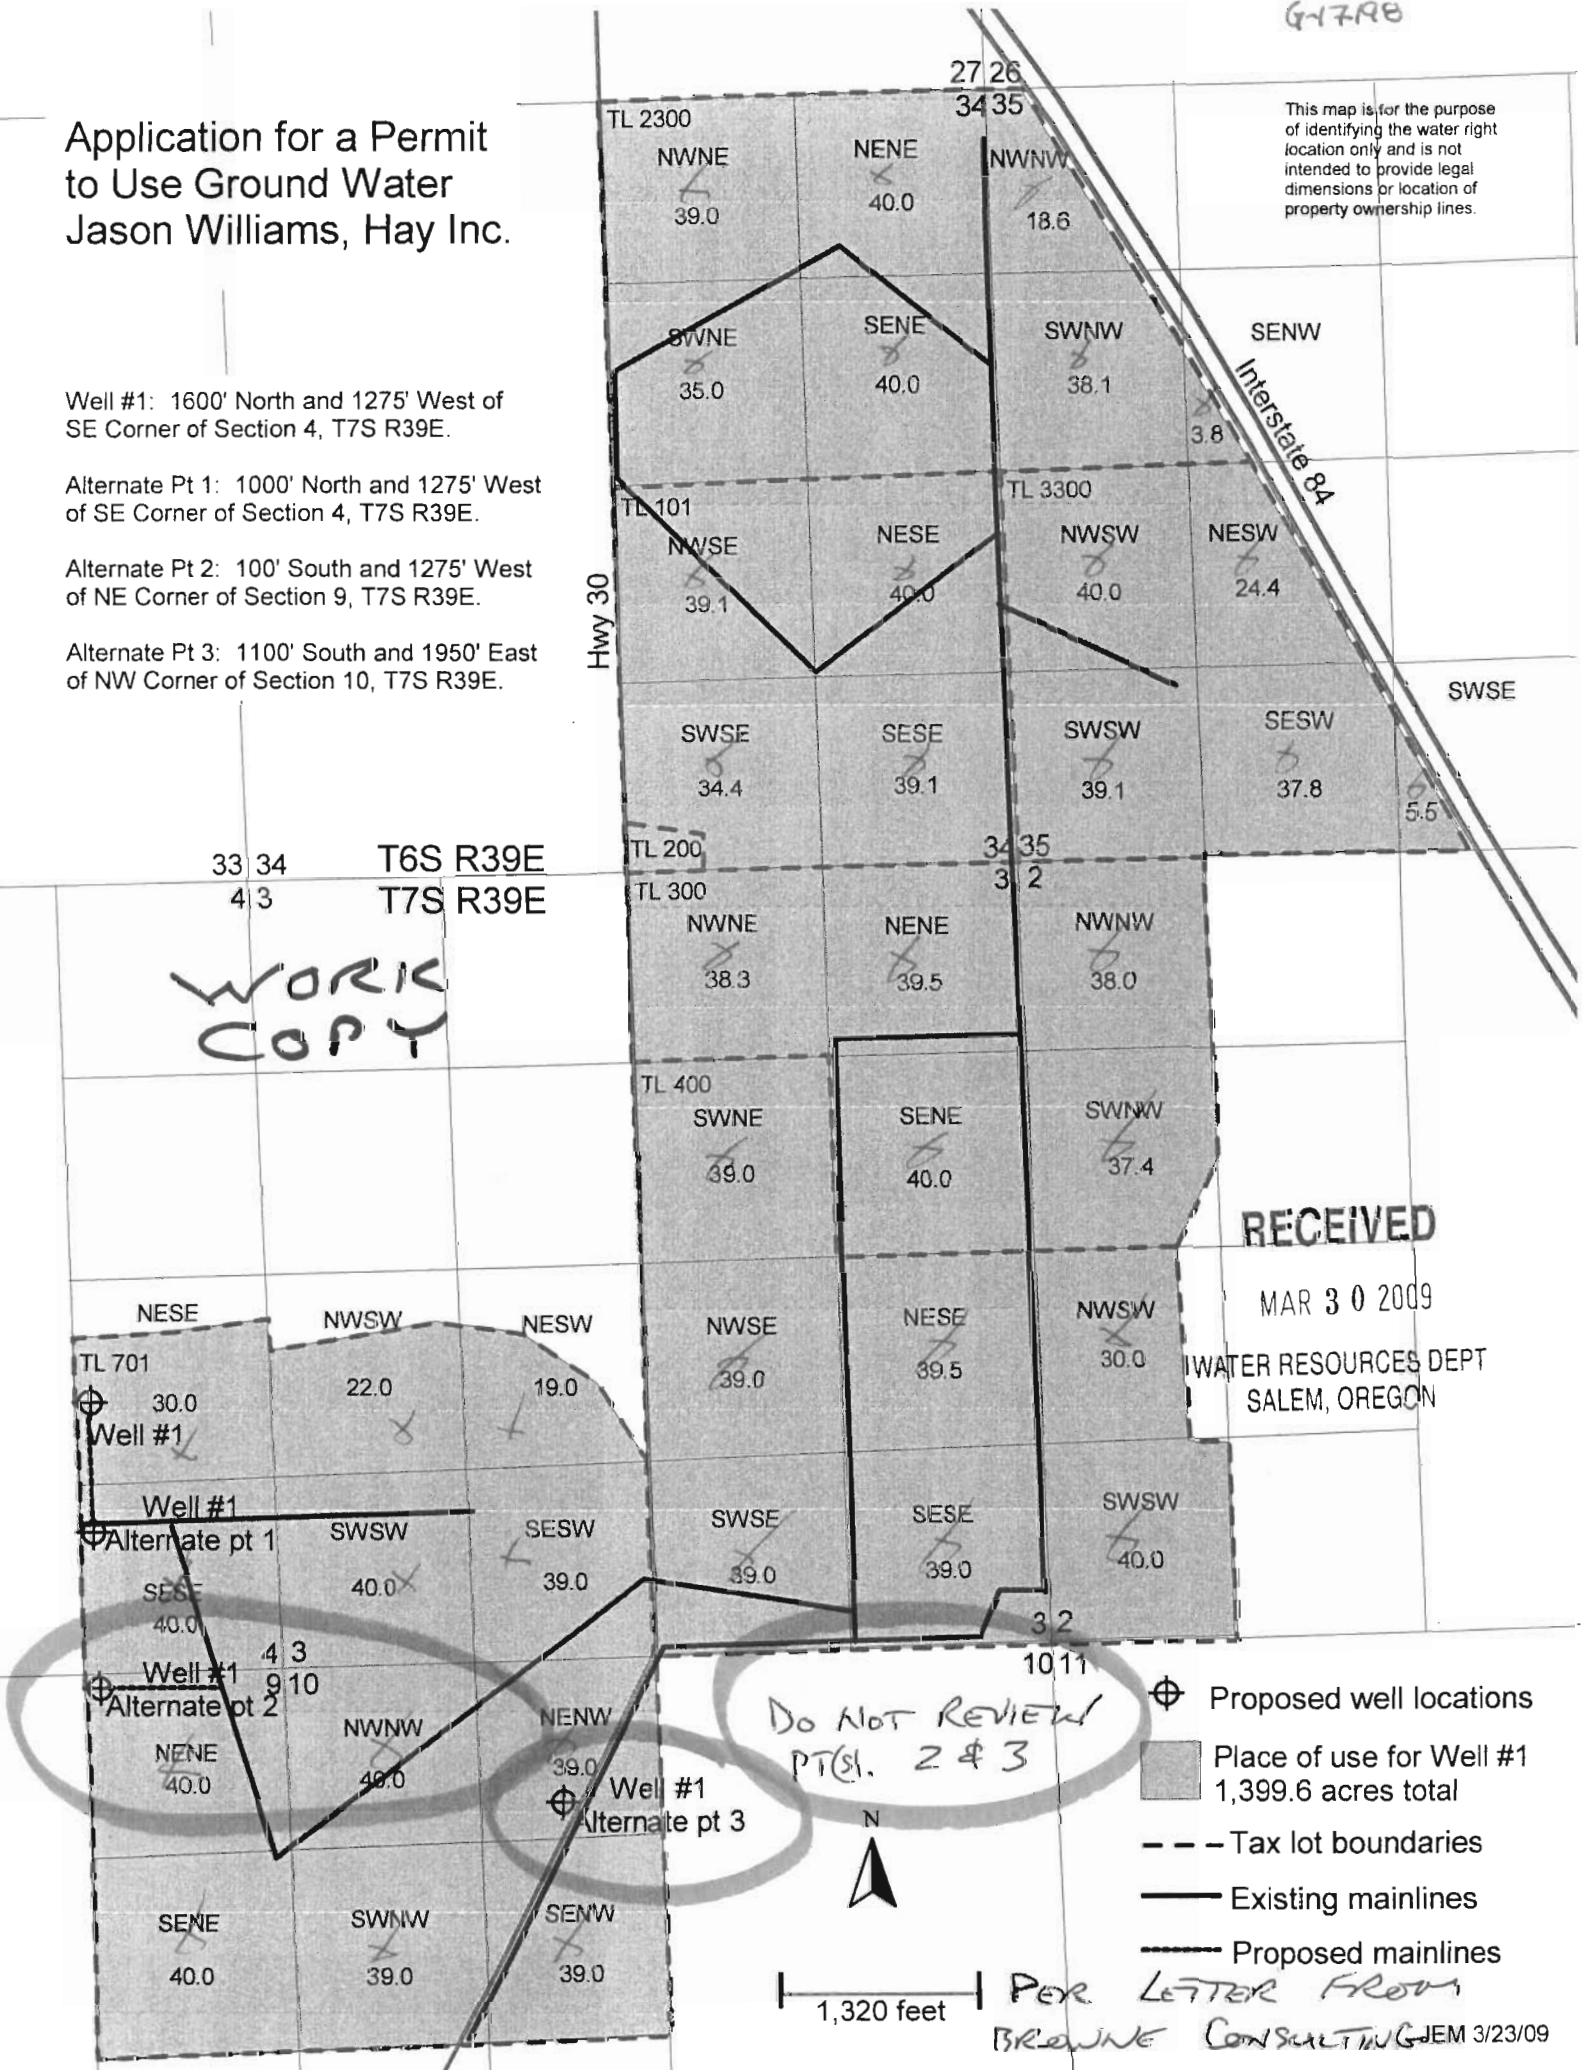 G-17198
27 26
34 35
Application for a Permit
to Use Ground Water
Jason Williams, Hay Inc.
This map is for the purpose
of identifying the water right
location only and is not
intended to provide legal
dimensions or location of
property ownership lines.
TL 2300
NWNE
39.0
NENE
40.0
NWNW
18.6
SWNE
35.0
SENE
40.0
SWNW
38.1
SENW
3.8
Interstate 84
Well #1: 1600' North and 1275' West of
SE Corner of Section 4, T7S R39E.
Alternate Pt 1: 1000' North and 1275' West
of SE Corner of Section 4, T7S R39E.
Alternate Pt 2: 100' South and 1275' West
of NE Corner of Section 9, T7S R39E.
Alternate Pt 3: 1100' South and 1950' East
of NW Corner of Section 10, T7S R39E.
Hwy 30
TL 101
NWSE
39.1
NESE
40.0
TL 3300
NWSW
40.0
NESW
24.4
SWSE
34.4
SESE
39.1
SWSW
39.1
SESW
37.8
SWSE
5.5
TL 200
34 35
3 2
33 34
4 3
T6S R39E
T7S R39E
WORK
COPY
TL 300
NWNE
38.3
NENE
39.5
NWNW
38.0
TL 400
SWNE
39.0
SENE
40.0
SWNW
37.4
RECEIVED
MAR 30 2009
WATER RESOURCES DEPT
SALEM, OREGON
NWSE
39.0
NESE
39.5
NWSW
30.0
NESE
NWSW
NESW
TL 701
30.0
22.0
19.0
Well #1
Well #1
Alternate pt 1
SESE
40.0
SWSW
40.0
SESW
39.0
SWSE
39.0
SESE
39.0
SWSW
40.0
3 2
10 11
4 3
9 10
Well #1
Alternate pt 2
NENE
40.0
NWNW
40.0
NENW
39.0
Well #1
Alternate pt 3
DO NOT REVIEW
PT(S). 2 & 3
SENE
40.0
SWNW
39.0
SENW
39.0
N
1,320 feet
Proposed well locations
Place of use for Well #1
1,399.6 acres total
Tax lot boundaries
Existing mainlines
Proposed mainlines
PER LETTER FROM
BROWNE CONSULTING
JEM 3/23/09